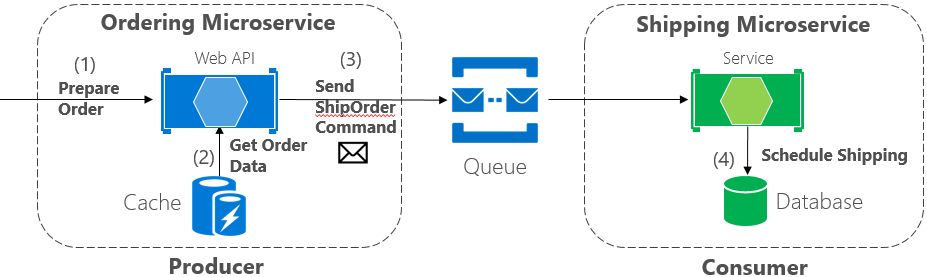 Ordering Microservice
Shipping Microservice
(1)
Web API
(3)
Service
Prepare
Order
Send
ShipOrder
Command
(2)
Get Order
Data
Queue
(4)
Schedule Shipping
Cache
Database
Producer
Consumer